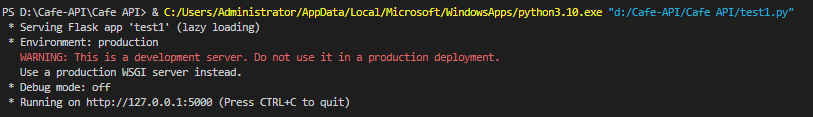 PS D:\Cafe-API\Cafe API> & C:/Users/Administrator/AppData/Local/Microsoft/WindowsApps/python3.10.exe "d:/Cafe-API/Cafe API/test1.py"
 * Serving Flask app 'test1' (lazy loading)
 * Environment: production
   WARNING: This is a development server. Do not use it in a production deployment.
   Use a production WSGI server instead.
 * Debug mode: off
 * Running on http://127.0.0.1:5000 (Press CTRL+C to quit)